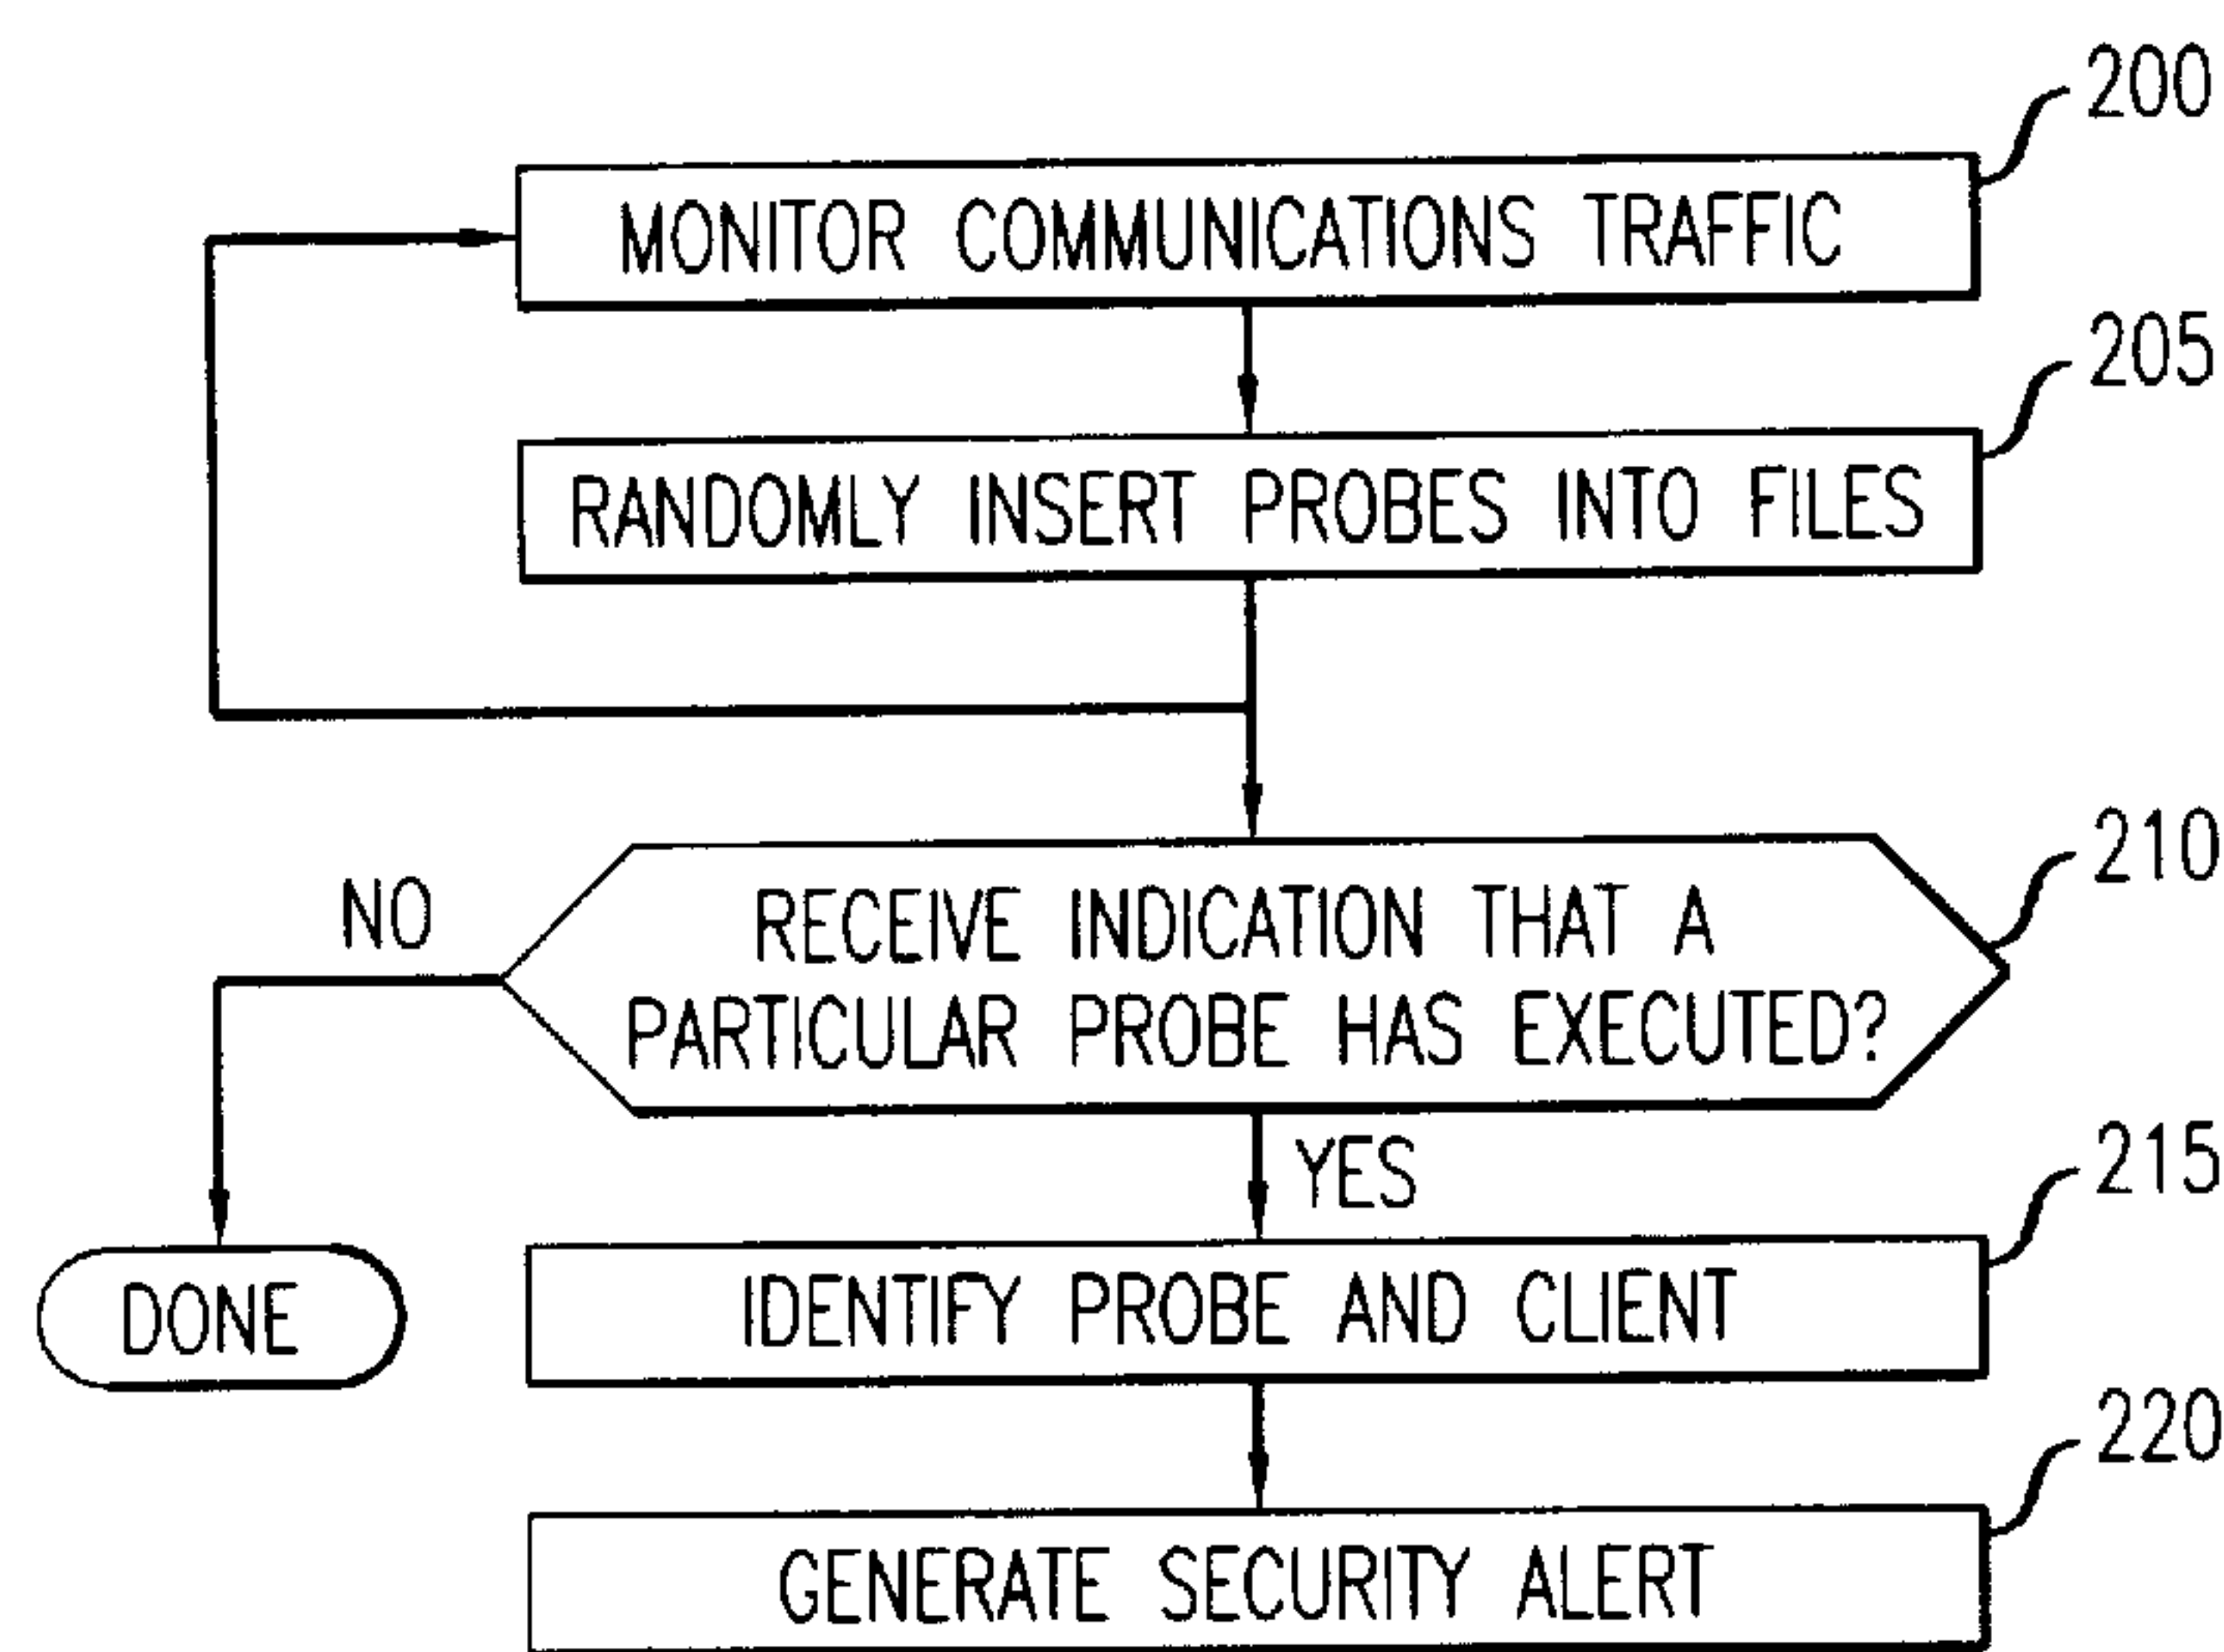 200
MONITOR COMMUNICATIONS TRAFFIC
205
RANDOMLY INSERT PROBES INTO FILES
210
NO
RECEIVE INDICATION THAT A
PARTICULAR PROBE HAS EXECUTED?
YES
215
DONE
IDENTIFY PROBE AND CLIENT
220
GENERATE SECURITY ALERT